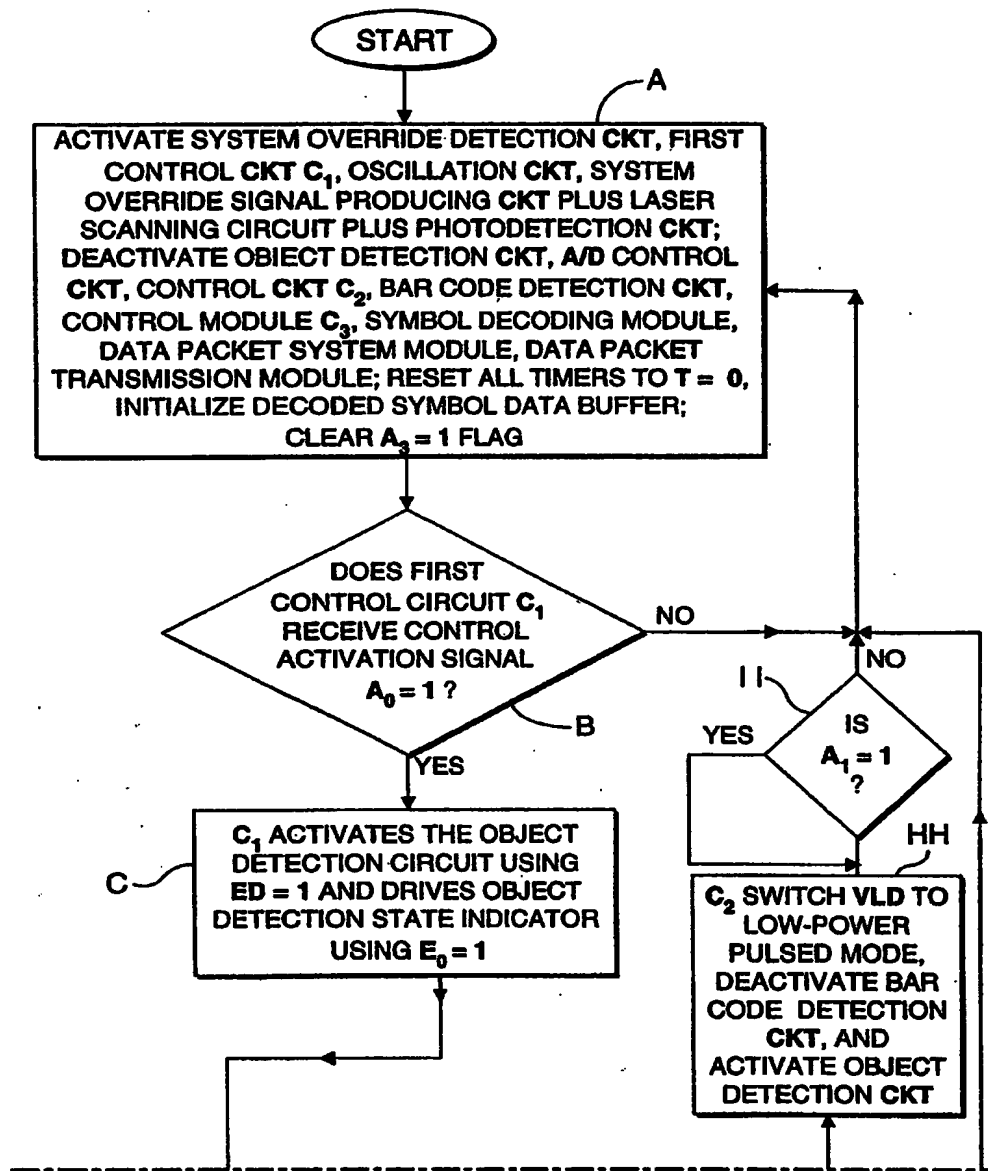 START
A
ACTIVATE SYSTEM OVERRIDE DETECTION CKT, FIRST
CONTROL CKT C₁, OSCILLATION CKT, SYSTEM
OVERRIDE SIGNAL PRODUCING CKT PLUS LASER
SCANNING CIRCUIT PLUS PHOTODETECTION CKT;
DEACTIVATE OBIECT DETECTION CKT, A/D CONTROL
CKT, CONTROL CKT C₂, BAR CODE DETECTION CKT,
CONTROL MODULE C₃, SYMBOL DECODING MODULE,
DATA PACKET SYSTEM MODULE, DATA PACKET
TRANSMISSION MODULE; RESET ALL TIMERS TO T = 0,
INITIALIZE DECODED SYMBOL DATA BUFFER;
CLEAR A₃ = 1 FLAG
DOES FIRST
CONTROL CIRCUIT C₁
RECEIVE CONTROL
ACTIVATION SIGNAL
A₀ = 1 ?
NO
B
YES
C₁ ACTIVATES THE OBJECT
DETECTION CIRCUIT USING
ED = 1 AND DRIVES OBJECT
DETECTION STATE INDICATOR
USING E₀ = 1
C
NO
II
YES
IS
A₁ = 1
?
HH
C₂ SWITCH VLD TO
LOW-POWER
PULSED MODE,
DEACTIVATE BAR
CODE DETECTION
CKT, AND
ACTIVATE OBJECT
DETECTION CKT